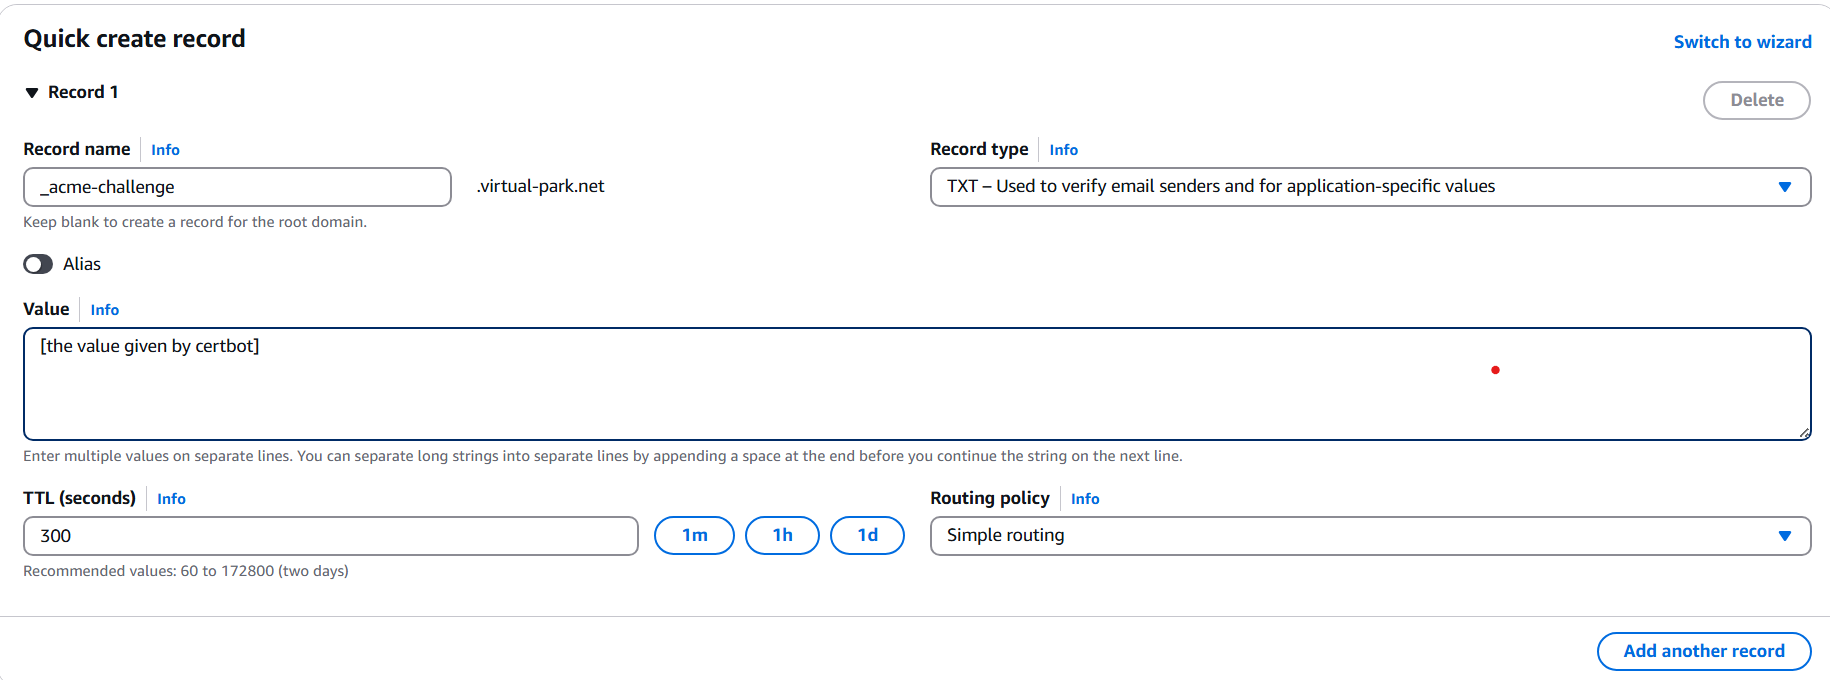 Quick create record
Switch to wizard
Record 1
Delete
Record name Info
Record type Info
_acme-challenge .virtual-park.net
TXT – Used to verify email senders and for application-specific values
Keep blank to create a record for the root domain.
Alias
Value Info
[the value given by certbot]
Enter multiple values on separate lines. You can separate long strings into separate lines by appending a space at the end before you continue the string on the next line.
TTL (seconds) Info
Routing policy Info
300 1m 1h 1d
Simple routing
Recommended values: 60 to 172800 (two days)
Add another record